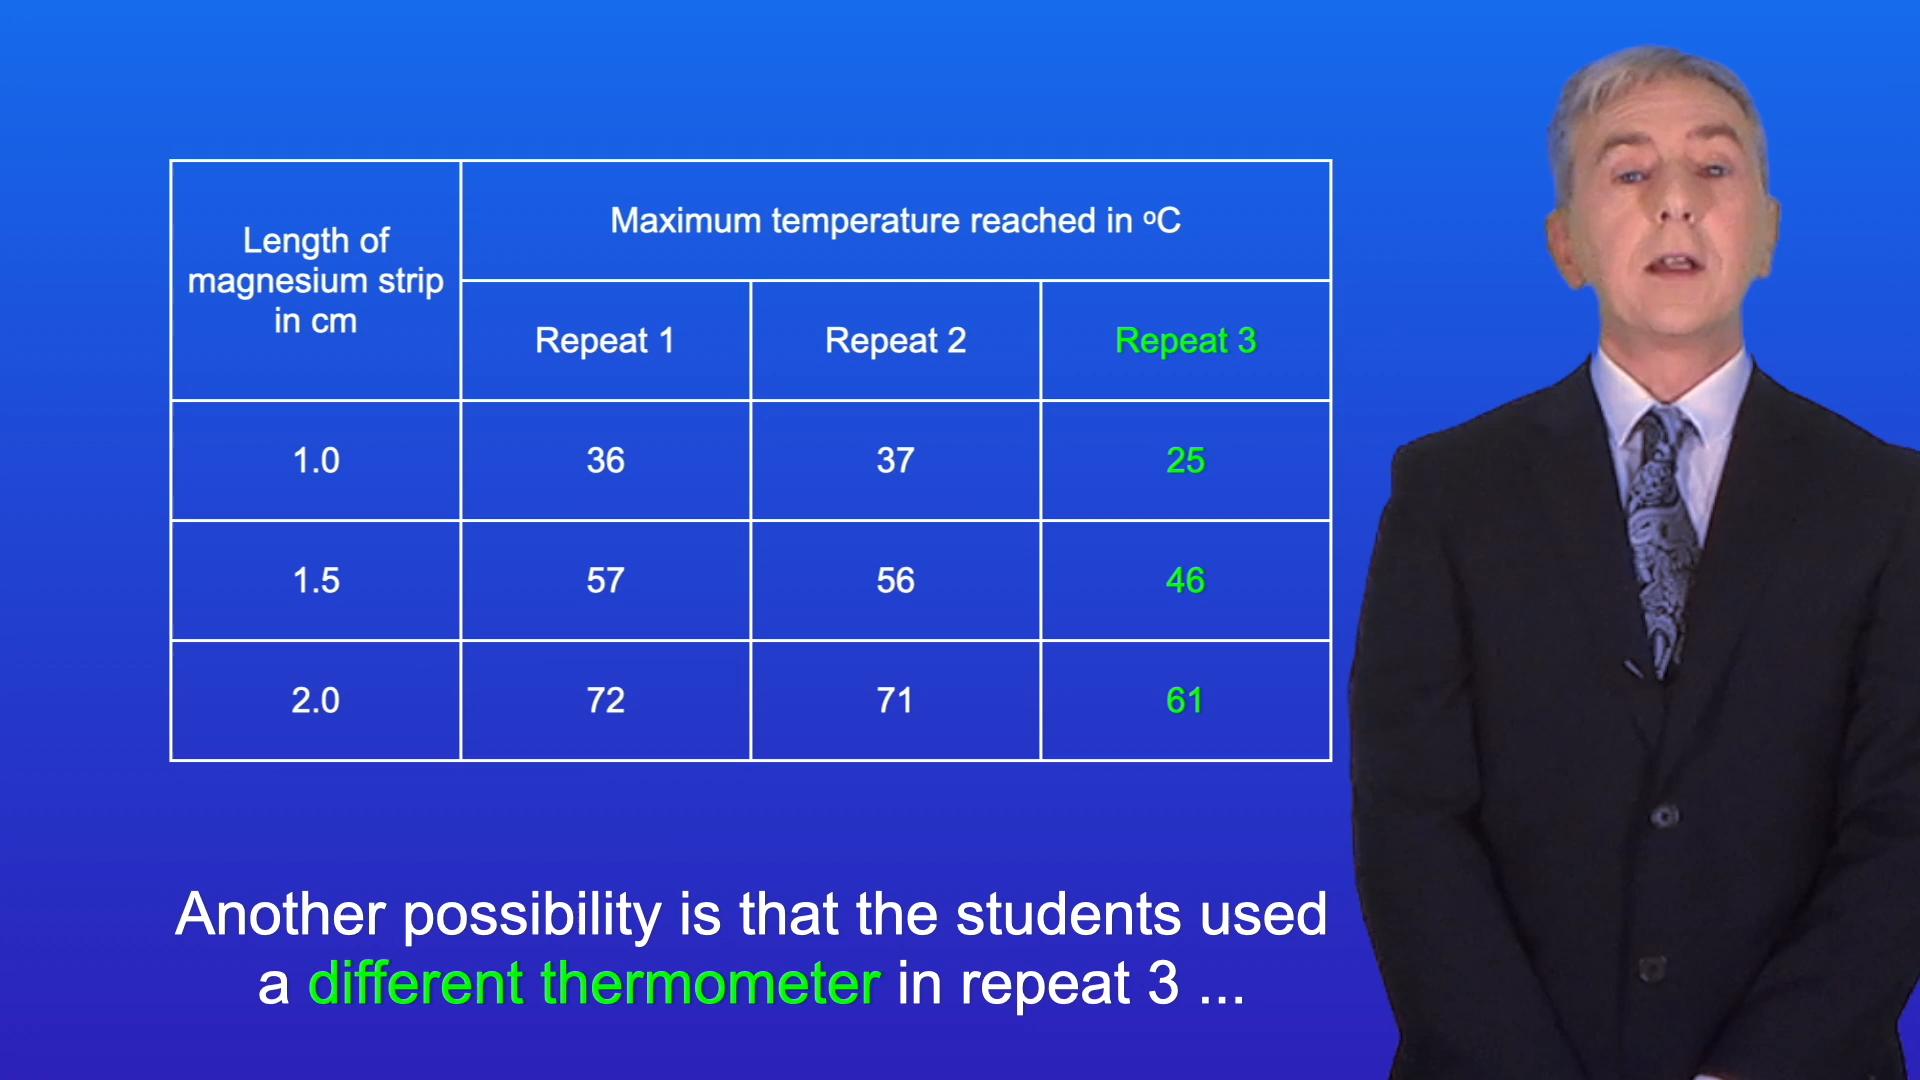 Length of
magnesium strip
in cm
Maximum temperature reached in ºC
Repeat 1
Repeat 2
Repeat 3
1.0
36
37
25
1.5
57
56
46
2.0
72
71
61
Another possibility is that the students used
a different thermometer in repeat 3 ...